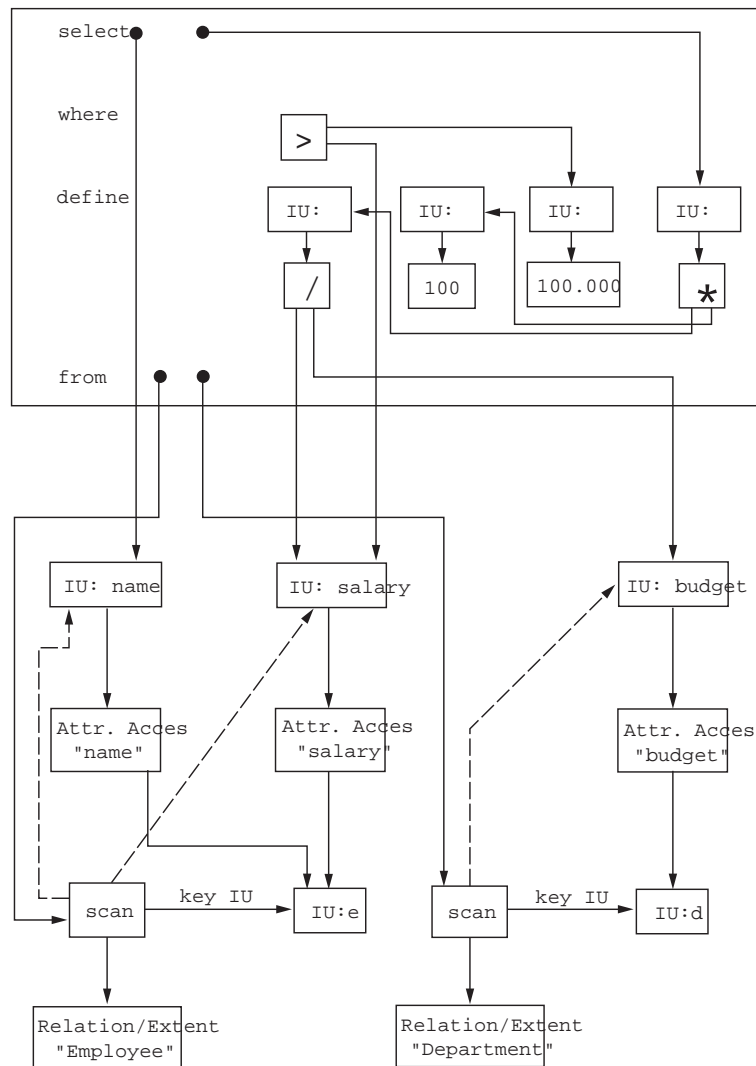 select
where
>
define
IU: IU: IU: IU:
/ 100 100.000 *
from
IU: name IU: salary IU: budget
Attr. Acces Attr. Acces Attr. Acces
"name" "salary" "budget"
key IU key IU
scan IU:e scan IU:d
Relation/Extent Relation/Extent
"Employee" "Department"